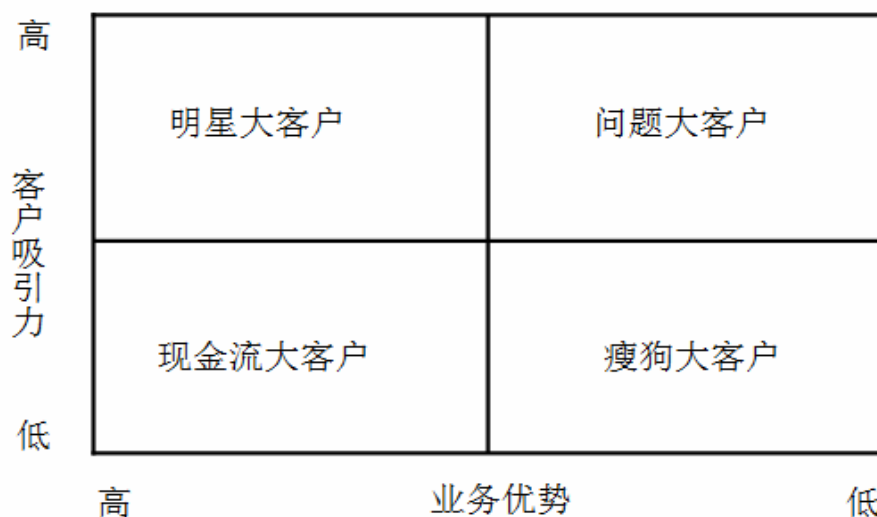 高
明星大客户
问题大客户
客户吸引力
现金流大客户
瘦狗大客户
低
高
业务优势
低